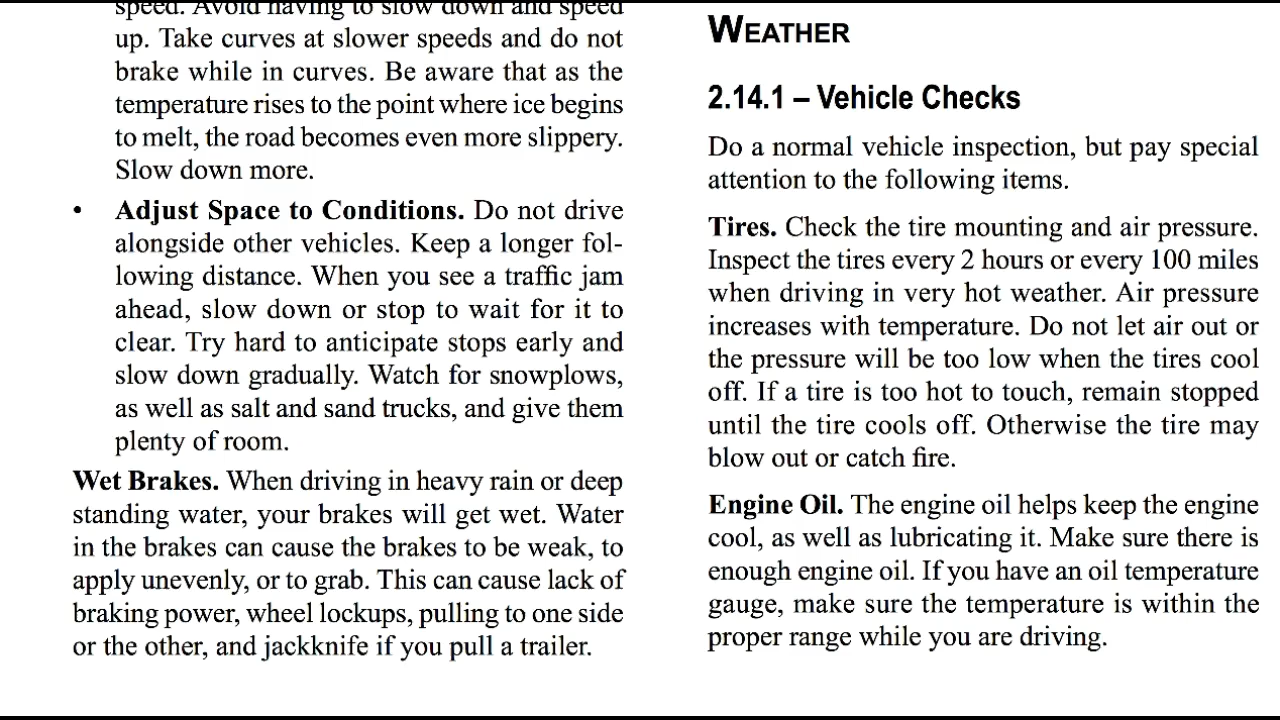 speed. Avoid having to slow down and speed
up. Take curves at slower speeds and do not
brake while in curves. Be aware that as the
temperature rises to the point where ice begins
to melt, the road becomes even more slippery.
Slow down more.
• Adjust Space to Conditions. Do not drive
alongside other vehicles. Keep a longer fol-
lowing distance. When you see a traffic jam
ahead, slow down or stop to wait for it to
clear. Try hard to anticipate stops early and
slow down gradually. Watch for snowplows,
as well as salt and sand trucks, and give them
plenty of room.
Wet Brakes. When driving in heavy rain or deep
standing water, your brakes will get wet. Water
in the brakes can cause the brakes to be weak, to
apply unevenly, or to grab. This can cause lack of
braking power, wheel lockups, pulling to one side
or the other, and jackknife if you pull a trailer.
WEATHER
2.14.1 – Vehicle Checks
Do a normal vehicle inspection, but pay special
attention to the following items.
Tires. Check the tire mounting and air pressure.
Inspect the tires every 2 hours or every 100 miles
when driving in very hot weather. Air pressure
increases with temperature. Do not let air out or
the pressure will be too low when the tires cool
off. If a tire is too hot to touch, remain stopped
until the tire cools off. Otherwise the tire may
blow out or catch fire.
Engine Oil. The engine oil helps keep the engine
cool, as well as lubricating it. Make sure there is
enough engine oil. If you have an oil temperature
gauge, make sure the temperature is within the
proper range while you are driving.